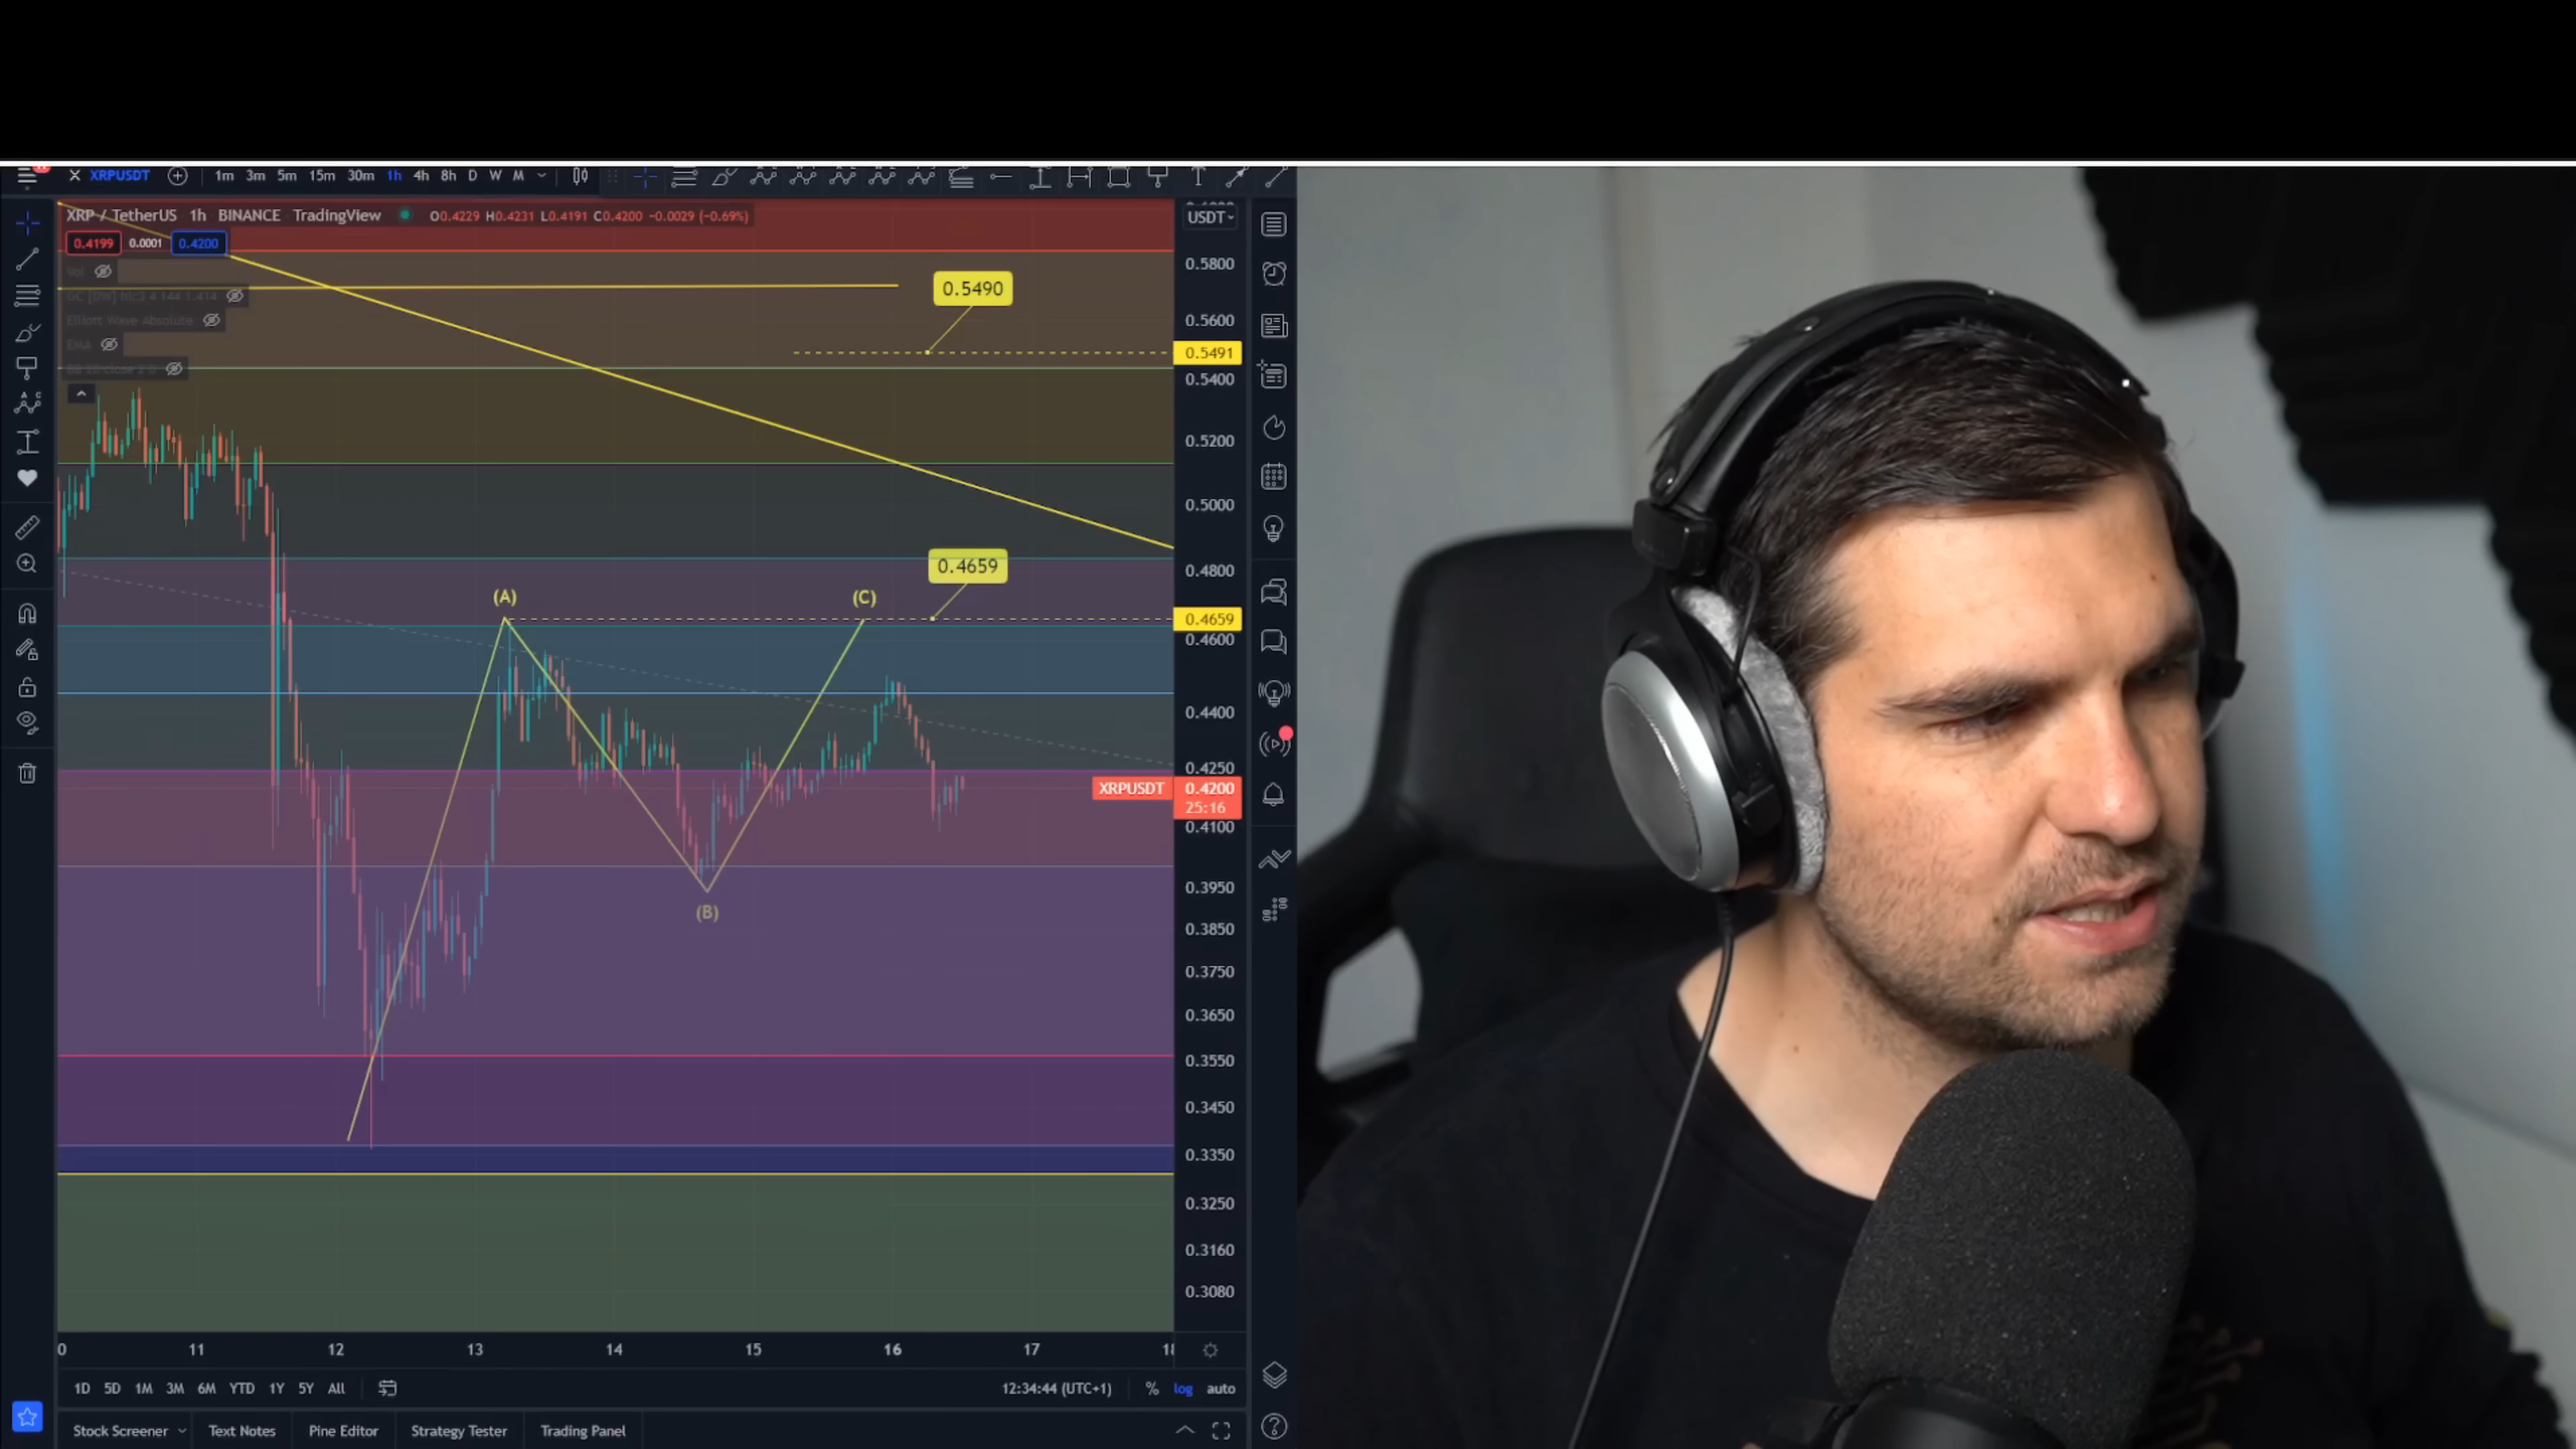 XRPUSDT 1m 3m 5m 15m 30m 1h 4h 8h D W M
XRP / TetherUS 1h BINANCE TradingView O0.4229 H0.4231 L0.4191 C0.4200 −0.0029 (−0.69%)
USDT
0.4199 0.0001 0.4200
Vol
Elliott Wave Absolute
EMA
0.5490
0.4659
(A)
(C)
(B)
0.5800
0.5600
0.5491
0.5400
0.5200
0.5000
0.4800
0.4659
0.4600
0.4400
0.4250
XRPUSDT 0.4200
25:16
0.4100
0.3950
0.3850
0.3750
0.3650
0.3550
0.3450
0.3350
0.3250
0.3160
0.3080
11 12 13 14 15 16 17
1D 5D 1M 3M 6M YTD 1Y 5Y All 12:34:44 (UTC+1) % log auto
Stock Screener Text Notes Pine Editor Strategy Tester Trading Panel